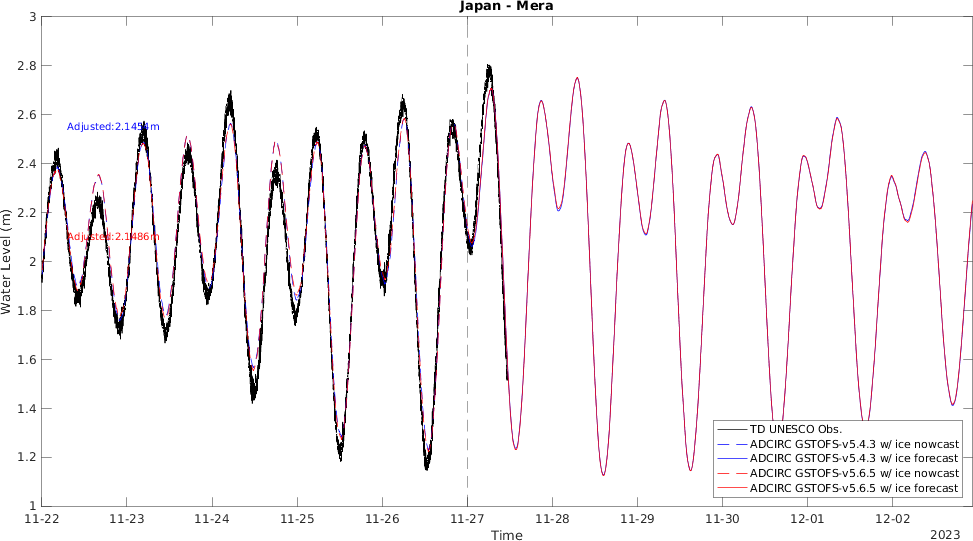 Japan - Mera
3
2.8
2.6
2.4
2.2
2
1.8
1.6
1.4
1.2
1
Water Level (m)
Adjusted:2.1454m
Adjusted:2.1486m
TD UNESCO Obs.
ADCIRC GSTOFS-v5.4.3 w/ ice nowcast
ADCIRC GSTOFS-v5.4.3 w/ ice forecast
ADCIRC GSTOFS-v5.6.5 w/ ice nowcast
ADCIRC GSTOFS-v5.6.5 w/ ice forecast
11-22 11-23 11-24 11-25 11-26 11-27 11-28 11-29 11-30 12-01 12-02
Time
2023